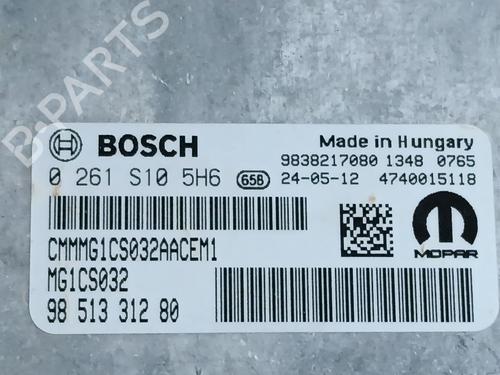 B-PARTS
BOSCH
Made in Hungary
9838217080 1348 0765
0 261 S10 5H6 658 24-05-12 4740015118
CMMMG1CS032AACEM1
MG1CS032
98 513 312 80
MOPAR